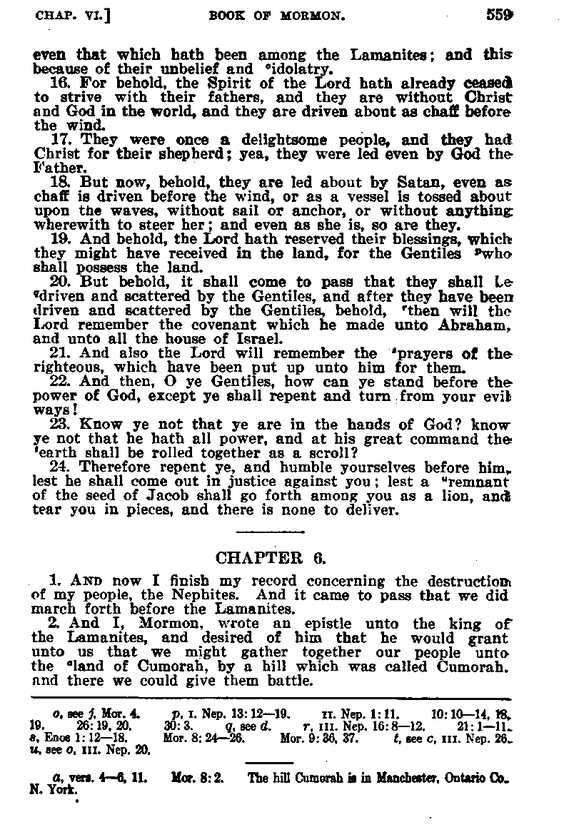 CHAP. VI.] BOOK OF MORMON. 559
even that which hath been among the Lamanites; and this
because of their unbelief and °idolatry.
16. For behold, the Spirit of the Lord hath already ceased
to strive with their fathers, and they are without Christ
and God in the world, and they are driven about as chaff before
the wind.
17. They were once a delightsome people, and they had
Christ for their shepherd; yea, they were led even by God the
Father.
18. But now, behold, they are led about by Satan, even as
chaff is driven before the wind, or as a vessel is tossed about
upon the waves, without sail or anchor, or without anything
wherewith to steer her; and even as she is, so are they.
19. And behold, the Lord hath reserved their blessings, which
they might have received in the land, for the Gentiles ᵖwho
shall possess the land.
20. But behold, it shall come to pass that they shall be
ᑫdriven and scattered by the Gentiles, and after they have been
driven and scattered by the Gentiles, behold, ʳthen will the
Lord remember the covenant which he made unto Abraham,
and unto all the house of Israel.
21. And also the Lord will remember the ˢprayers of the
righteous, which have been put up unto him for them.
22. And then, O ye Gentiles, how can ye stand before the
power of God, except ye shall repent and turn from your evil
ways!
23. Know ye not that ye are in the hands of God? know
ye not that he hath all power, and at his great command the
ᵗearth shall be rolled together as a scroll?
24. Therefore repent ye, and humble yourselves before him,
lest he shall come out in justice against you; lest a ᵘremnant
of the seed of Jacob shall go forth among you as a lion, and
tear you in pieces, and there is none to deliver.
CHAPTER 6.
1. AND now I finish my record concerning the destruction
of my people, the Nephites. And it came to pass that we did
march forth before the Lamanites.
2. And I, Mormon, wrote an epistle unto the king of
the Lamanites, and desired of him that he would grant
unto us that we might gather together our people unto
the ᵃland of Cumorah, by a hill which was called Cumorah,
and there we could give them battle.
o, see j, Mor. 4. p, I. Nep. 13:12—19. II. Nep. 1:11. 10:10—14, 18,
19. 26:19, 20. 30:3. q, see d. r, III. Nep. 16:8—12. 21:1—11.
s, Enos 1:12—18. Mor. 8:24—26. Mor. 9:36, 37. t, see c, III. Nep. 26.
u, see o, III. Nep. 20.
a, vers. 4—6, 11. Mor. 8:2. The hill Cumorah is in Manchester, Ontario Co.
N. York.